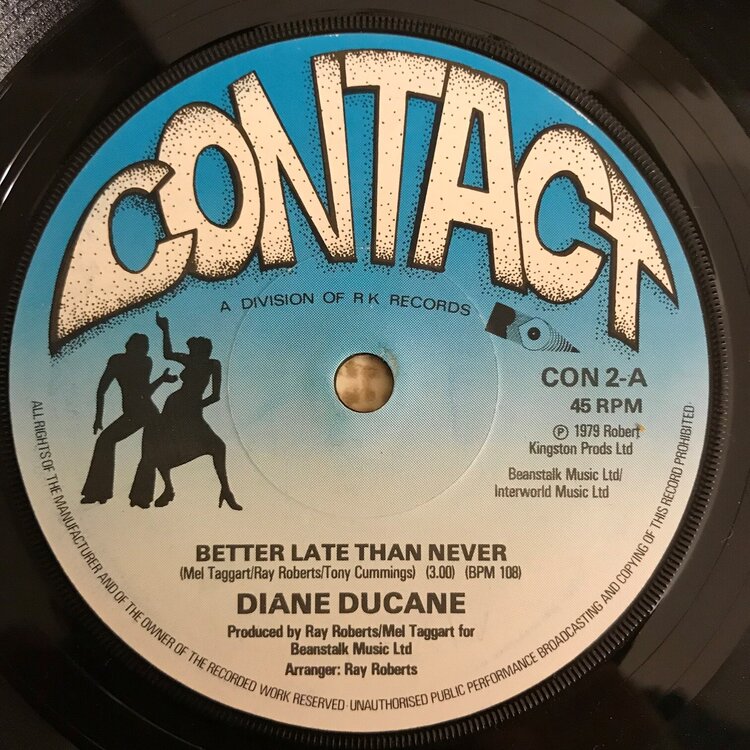 CONTACT
A DIVISION OF R K RECORDS
RK
CON 2-A
45 RPM
℗ 1979 Robert
Kingston Prods Ltd
Beanstalk Music Ltd/
Interworld Music Ltd
BETTER LATE THAN NEVER
(Mel Taggart/Ray Roberts/Tony Cummings) (3.00) (BPM 108)
DIANE DUCANE
Produced by Ray Roberts/Mel Taggart for
Beanstalk Music Ltd
Arranger: Ray Roberts
ALL RIGHTS OF THE MANUFACTURER AND OF THE OWNER OF THE RECORDED WORK RESERVED · UNAUTHORISED PUBLIC PERFORMANCE BROADCASTING AND COPYING OF THIS RECORD PROHIBITED ·